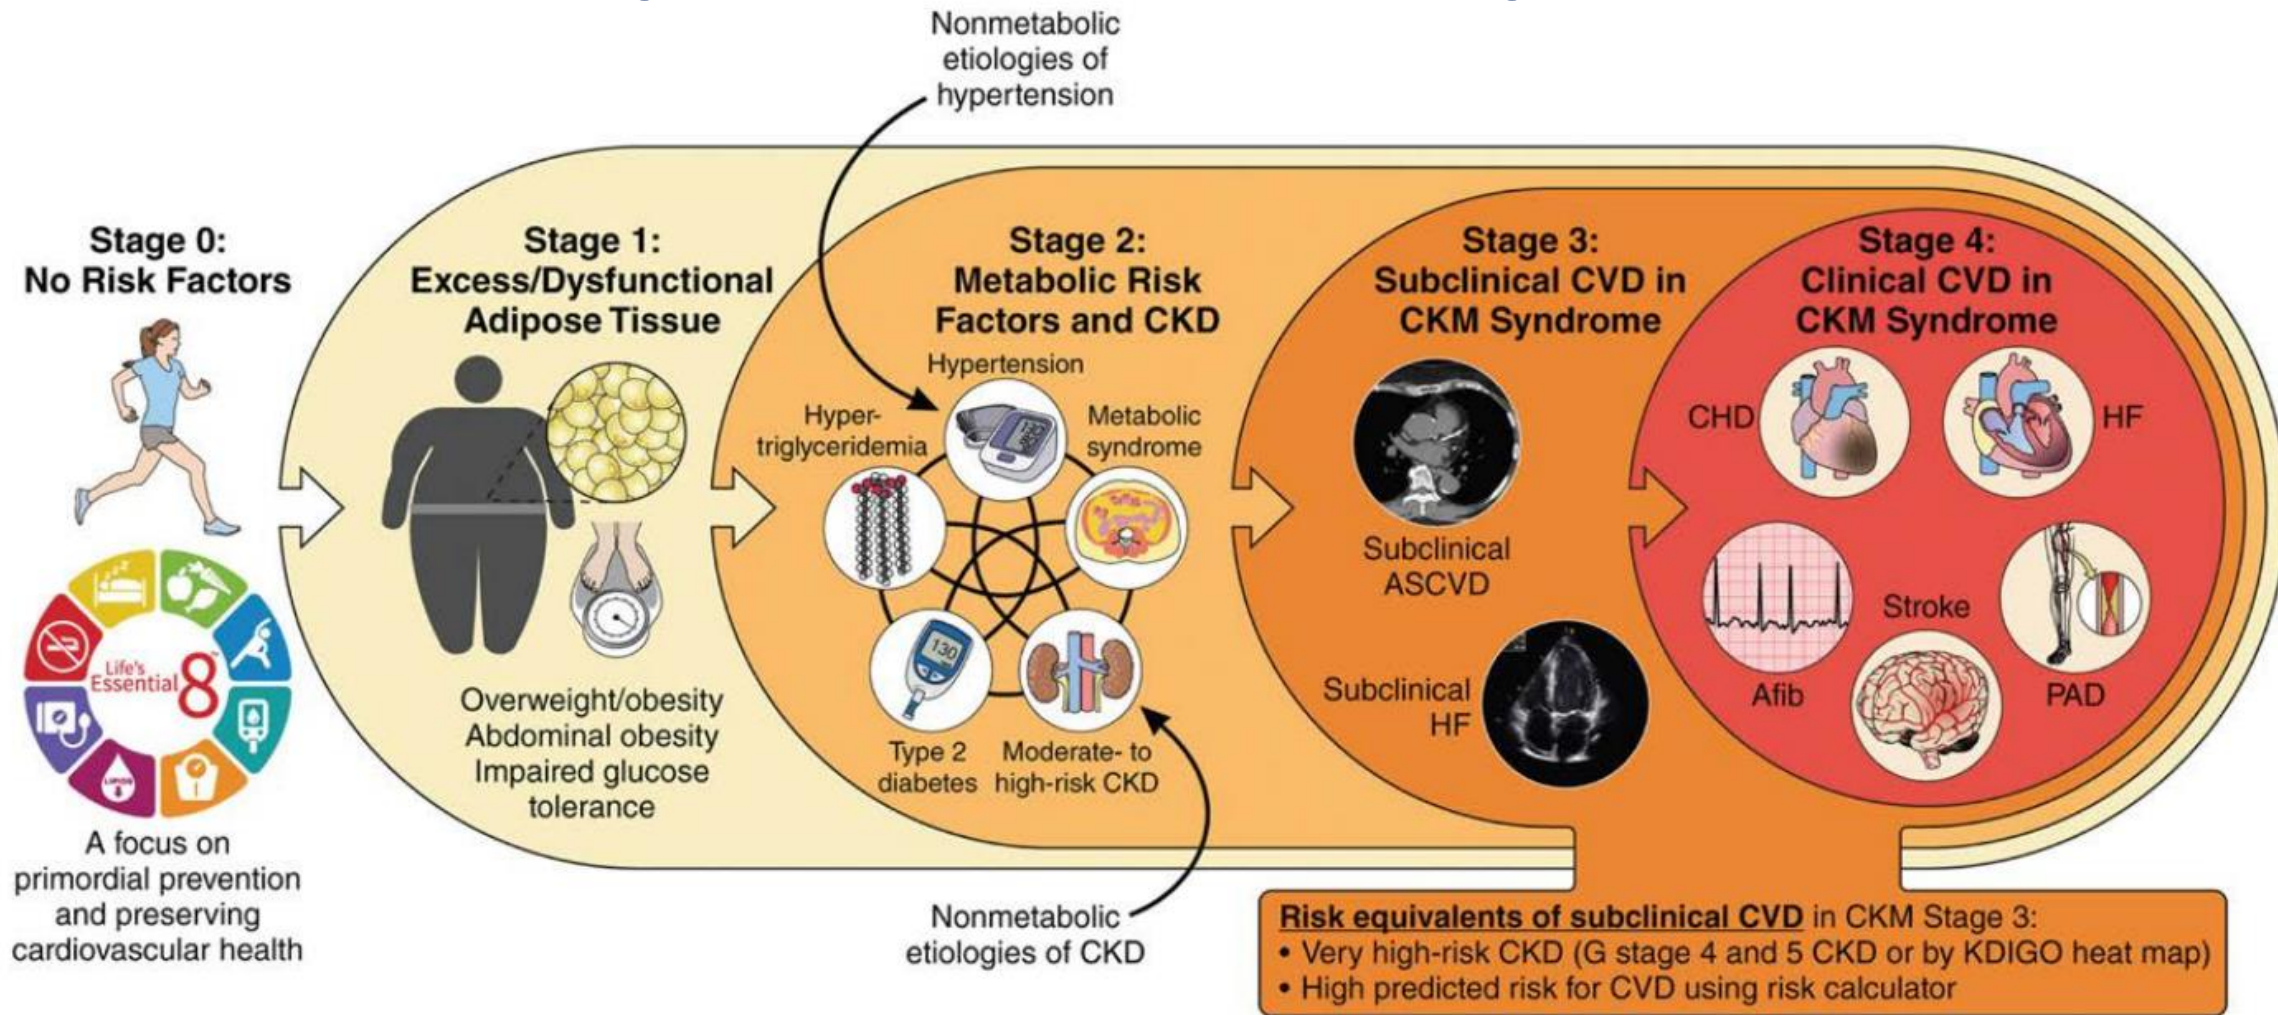 Nonmetabolic
etiologies of
hypertension
Stage 0:
No Risk Factors
Life's
Essential 8™
A focus on
primordial prevention
and preserving
cardiovascular health
Stage 1:
Excess/Dysfunctional
Adipose Tissue
Overweight/obesity
Abdominal obesity
Impaired glucose
tolerance
Stage 2:
Metabolic Risk
Factors and CKD
Hypertension
Hyper-
triglyceridemia
Metabolic
syndrome
130
80
130
Type 2
diabetes
Moderate- to
high-risk CKD
Nonmetabolic
etiologies of CKD
Stage 3:
Subclinical CVD in
CKM Syndrome
Subclinical
ASCVD
Subclinical
HF
Stage 4:
Clinical CVD in
CKM Syndrome
CHD
HF
Afib
Stroke
PAD
Risk equivalents of subclinical CVD in CKM Stage 3:
• Very high-risk CKD (G stage 4 and 5 CKD or by KDIGO heat map)
• High predicted risk for CVD using risk calculator